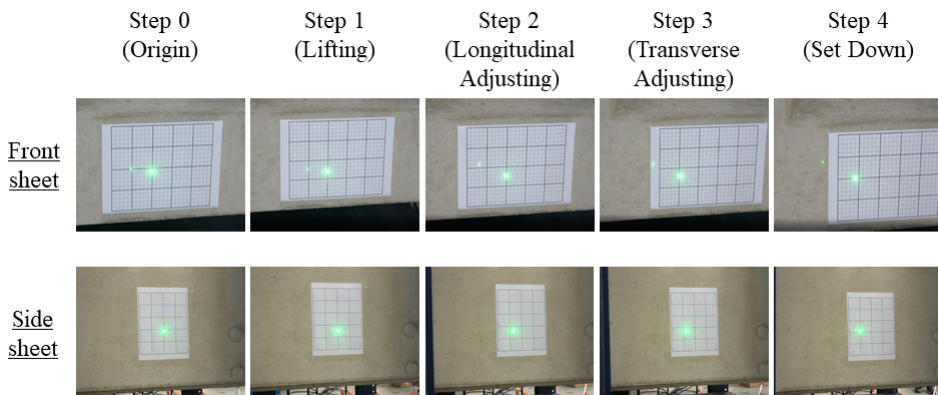 Step 0
(Origin)
Step 1
(Lifting)
Step 2
(Longitudinal
Adjusting)
Step 3
(Transverse
Adjusting)
Step 4
(Set Down)
Front
sheet
Side
sheet